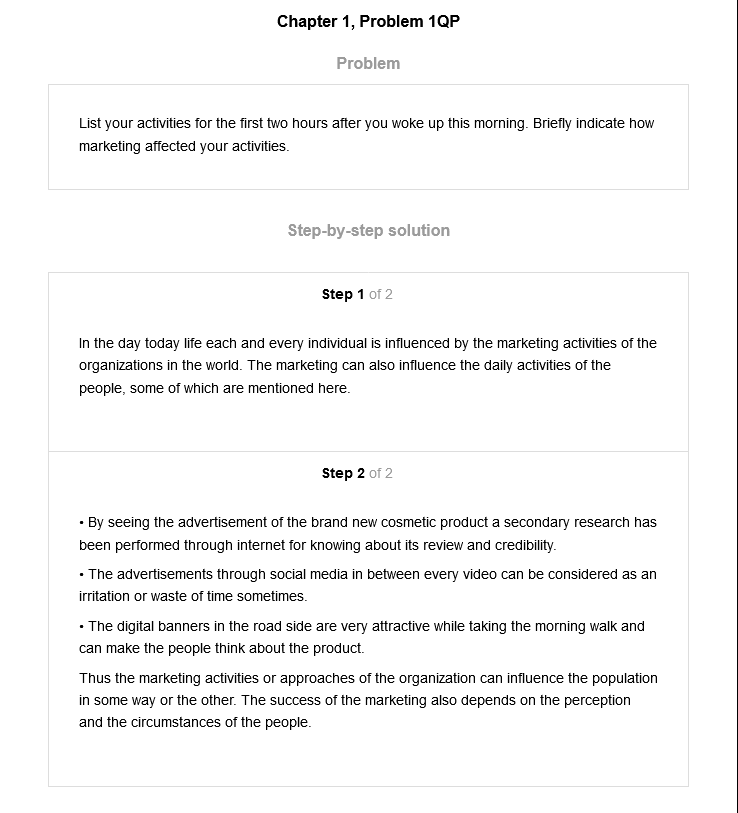 Chapter 1, Problem 1QP
Problem
List your activities for the first two hours after you woke up this morning. Briefly indicate how
marketing affected your activities.
Step-by-step solution
Step 1 of 2
In the day today life each and every individual is influenced by the marketing activities of the
organizations in the world. The marketing can also influence the daily activities of the
people, some of which are mentioned here.
Step 2 of 2
• By seeing the advertisement of the brand new cosmetic product a secondary research has
been performed through internet for knowing about its review and credibility.
• The advertisements through social media in between every video can be considered as an
irritation or waste of time sometimes.
• The digital banners in the road side are very attractive while taking the morning walk and
can make the people think about the product.
Thus the marketing activities or approaches of the organization can influence the population
in some way or the other. The success of the marketing also depends on the perception
and the circumstances of the people.